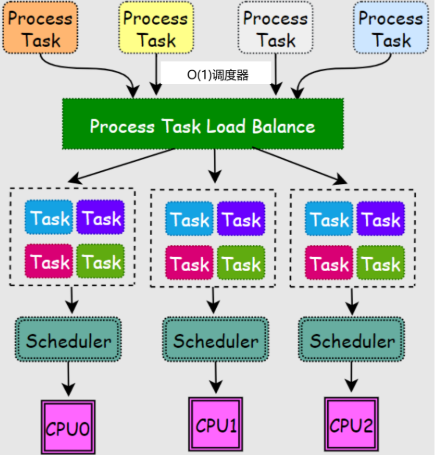 Process
Task
Process
Task
Process
Task
Process
Task
O(1)调度器
Process Task Load Balance
Task Task
Task Task
Task Task
Task Task
Task Task
Task Task
Scheduler
Scheduler
Scheduler
CPU0
CPU1
CPU2